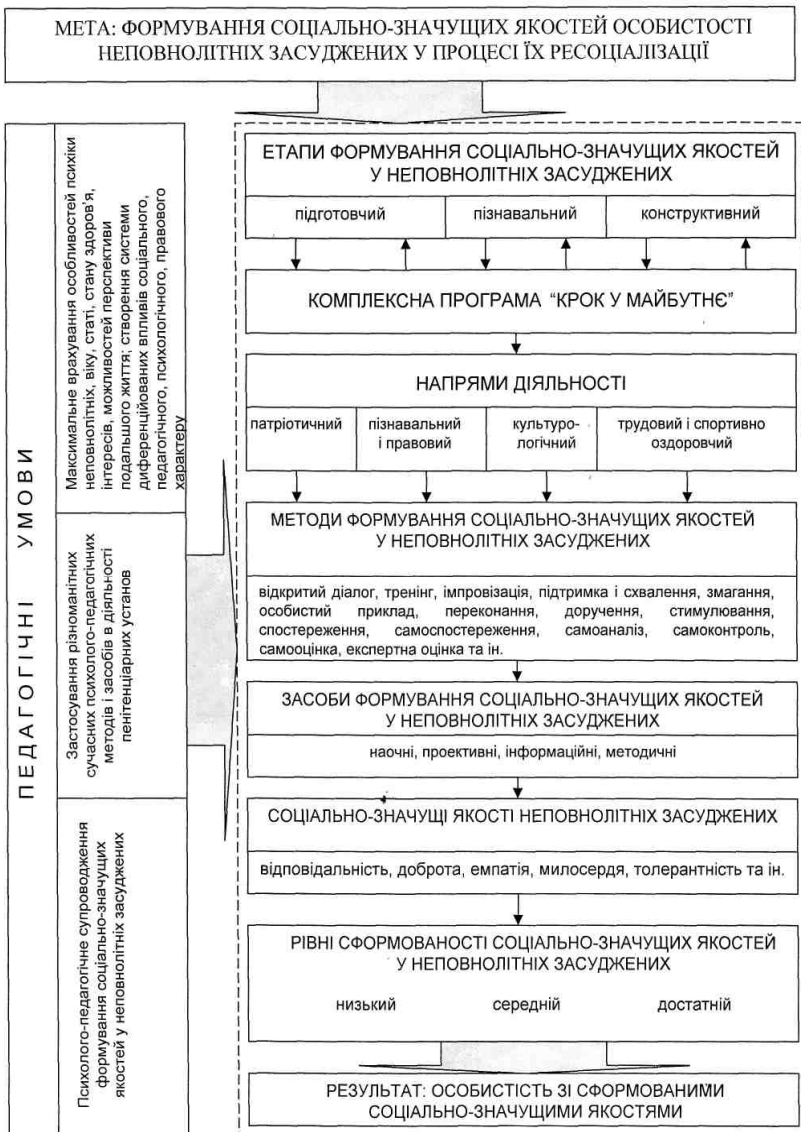 МЕТА: ФОРМУВАННЯ СОЦІАЛЬНО-ЗНАЧУЩИХ ЯКОСТЕЙ ОСОБИСТОСТІ
НЕПОВНОЛІТНІХ ЗАСУДЖЕНИХ У ПРОЦЕСІ ЇХ РЕСОЦІАЛІЗАЦІЇ
ПЕДАГОГІЧНІ УМОВИ
Максимальне врахування особливостей психіки
неповнолітніх, віку, статі, стану здоров'я,
інтересів, можливостей перспективи
подальшого життя; створення системи
диференційованих впливів соціального,
педагогічного, психологічного, правового
характеру
Застосування різноманітних
сучасних психолого-педагогічних
методів і засобів в діяльності
пенітенціарних установ
Психолого-педагогічне супроводження
формування соціально-значущих
якостей у неповнолітніх засуджених
ЕТАПИ ФОРМУВАННЯ СОЦІАЛЬНО-ЗНАЧУЩИХ ЯКОСТЕЙ
У НЕПОВНОЛІТНІХ ЗАСУДЖЕНИХ
підготовчий пізнавальний конструктивний
КОМПЛЕКСНА ПРОГРАМА “КРОК У МАЙБУТНЄ”
НАПРЯМИ ДІЯЛЬНОСТІ
патріотичний пізнавальний культуро- трудовий і спортивно
і правовий логічний оздоровчий
МЕТОДИ ФОРМУВАННЯ СОЦІАЛЬНО-ЗНАЧУЩИХ ЯКОСТЕЙ
У НЕПОВНОЛІТНІХ ЗАСУДЖЕНИХ
відкритий діалог, тренінг, імпровізація, підтримка і схвалення, змагання,
особистий приклад, переконання, доручення, стимулювання,
спостереження, самоспостереження, самоаналіз, самоконтроль,
самооцінка, експертна оцінка та ін.
ЗАСОБИ ФОРМУВАННЯ СОЦІАЛЬНО-ЗНАЧУЩИХ ЯКОСТЕЙ
У НЕПОВНОЛІТНІХ ЗАСУДЖЕНИХ
наочні, проективні, інформаційні, методичні
СОЦІАЛЬНО-ЗНАЧУЩІ ЯКОСТІ НЕПОВНОЛІТНІХ ЗАСУДЖЕНИХ
відповідальність, доброта, емпатія, милосердя, толерантність та ін.
РІВНІ СФОРМОВАНОСТІ СОЦІАЛЬНО-ЗНАЧУЩИХ ЯКОСТЕЙ
У НЕПОВНОЛІТНІХ ЗАСУДЖЕНИХ
низький середній достатній
РЕЗУЛЬТАТ: ОСОБИСТІСТЬ ЗІ СФОРМОВАНИМИ
СОЦІАЛЬНО-ЗНАЧУЩИМИ ЯКОСТЯМИ